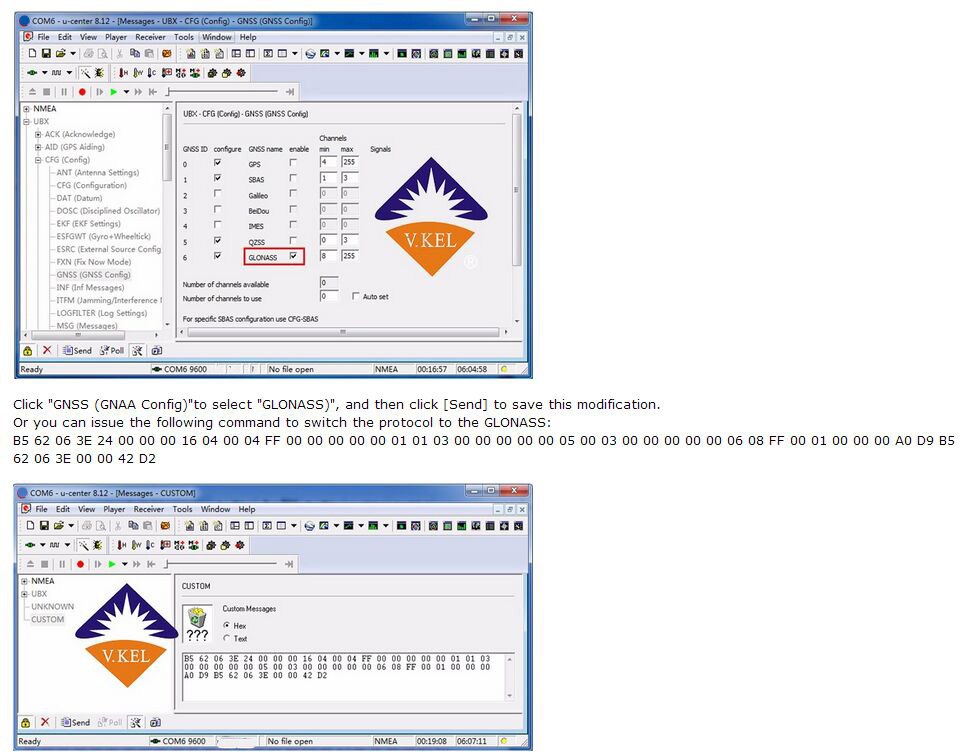 COM6 - u-center 8.12 - [Messages - UBX - CFG (Config) - GNSS (GNSS Config)]
File Edit View Player Receiver Tools Window Help
NMEA
UBX
ACK (Acknowledge)
AID (GPS Aiding)
CFG (Config)
ANT (Antenna Settings)
CFG (Configuration)
DAT (Datum)
DOSC (Disciplined Oscillator)
EKF (EKF Settings)
ESFGWT (Gyro+Wheeltick)
ESRC (External Source Config
FXN (Fix Now Mode)
GNSS (GNSS Config)
INF (Inf Messages)
ITFM (Jamming/Interference
LOGFILTER (Log Settings)
MSG (Messages)
UBX - CFG (Config) - GNSS (GNSS Config)
Channels
GNSS ID configure GNSS name enable min max Signals
0 GPS 4 255
1 SBAS 1 3
2 Galileo 0 0
3 BeiDou 0 0
4 IMES 0 0
5 QZSS 0 3
6 GLONASS 8 255
Number of channels available 0
Number of channels to use 0 Auto set
For specific SBAS configuration use CFG-SBAS
V.KEL ®
Send Poll
Ready COM6 9600 No file open NMEA 00:16:57 06:04:58
Click "GNSS (GNAA Config)"to select "GLONASS)", and then click [Send] to save this modification.
Or you can issue the following command to switch the protocol to the GLONASS:
B5 62 06 3E 24 00 00 00 16 04 00 04 FF 00 00 00 00 00 01 01 03 00 00 00 00 00 05 00 03 00 00 00 00 00 06 08 FF 00 01 00 00 00 A0 D9 B5
62 06 3E 00 00 42 D2
COM6 - u-center 8.12 - [Messages - CUSTOM]
File Edit View Player Receiver Tools Window Help
NMEA
UBX
UNKNOWN
CUSTOM
V.KEL
CUSTOM
Custom Messages
Hex
Text
???
B5 62 06 3E 24 00 00 00 16 04 00 04 FF 00 00 00 00 00 01 01 03
00 00 00 00 00 05 00 03 00 00 00 00 00 06 08 FF 00 01 00 00 00
A0 D9 B5 62 06 3E 00 00 42 D2
Send Poll
Ready COM6 9600 No file open NMEA 00:19:08 06:07:11